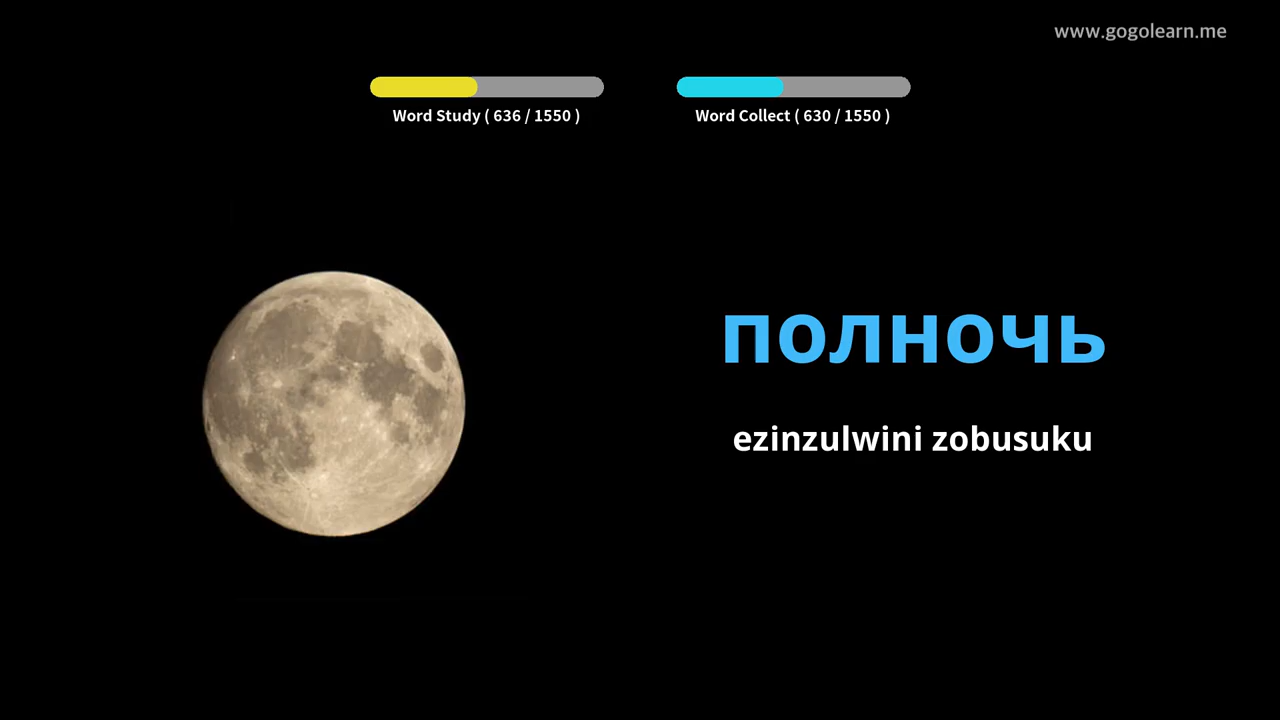 www.gogolearn.me
Word Study ( 636 / 1550 )
Word Collect ( 630 / 1550 )
полночь
ezinzulwini zobusuku